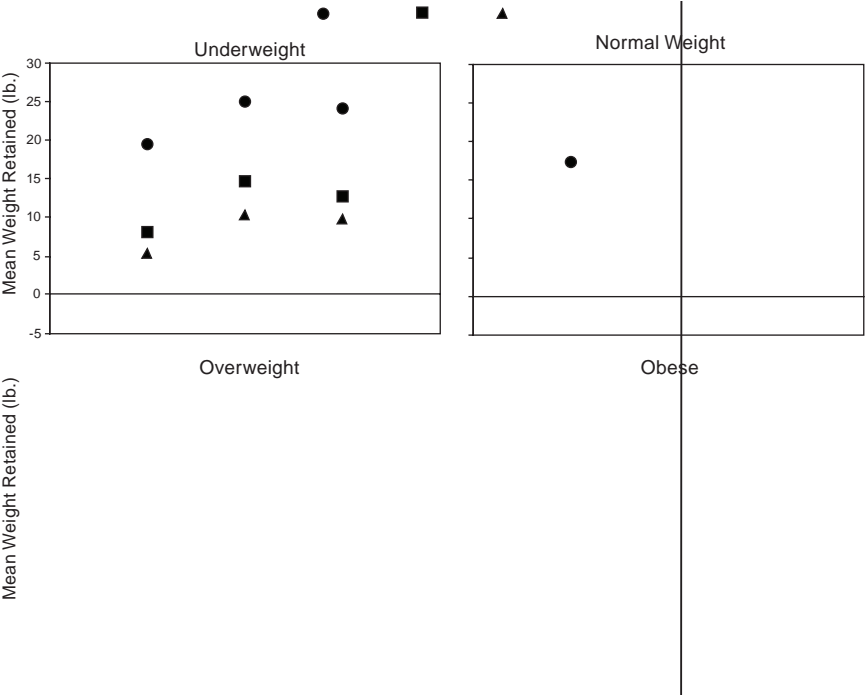 Underweight
Normal Weight
Mean Weight Retained (lb.)
30
25
20
15
10
5
0
-5
Overweight
Obese
Mean Weight Retained (lb.)